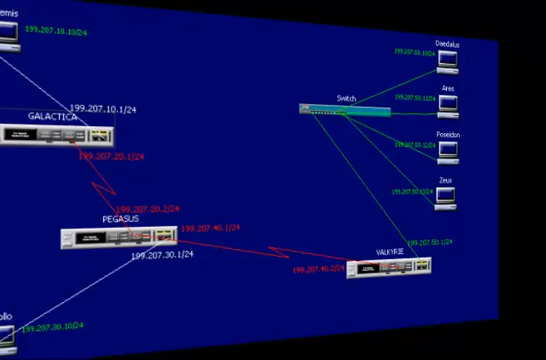 emis
199.207.10.10/24
199.207.10.1/24
GALACTICA
199.207.20.1/24
199.207.20.2/24
PEGASUS
199.207.40.1/24
199.207.30.1/24
ollo
199.207.30.10/24
Switch
Daedalus
199.207.50.10/24
Ares
199.207.50.11/24
Poseidon
199.207.50.12/24
Zeus
199.207.50.13/24
199.207.50.1/24
VALKYRIE
199.207.40.2/24